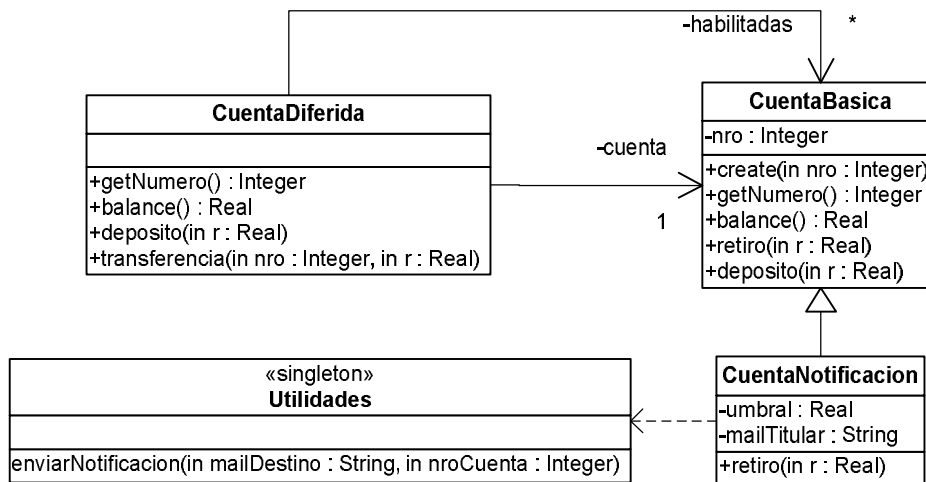 -habilitadas
*
CuentaDiferida
+getNumero() : Integer
+balance() : Real
+deposito(in r : Real)
+transferencia(in nro : Integer, in r : Real)
-cuenta
1
CuentaBasica
-nro : Integer
+create(in nro : Integer)
+getNumero() : Integer
+balance() : Real
+retiro(in r : Real)
+deposito(in r : Real)
«singleton»
Utilidades
enviarNotificacion(in mailDestino : String, in nroCuenta : Integer)
CuentaNotificacion
-umbral : Real
-mailTitular : String
+retiro(in r : Real)